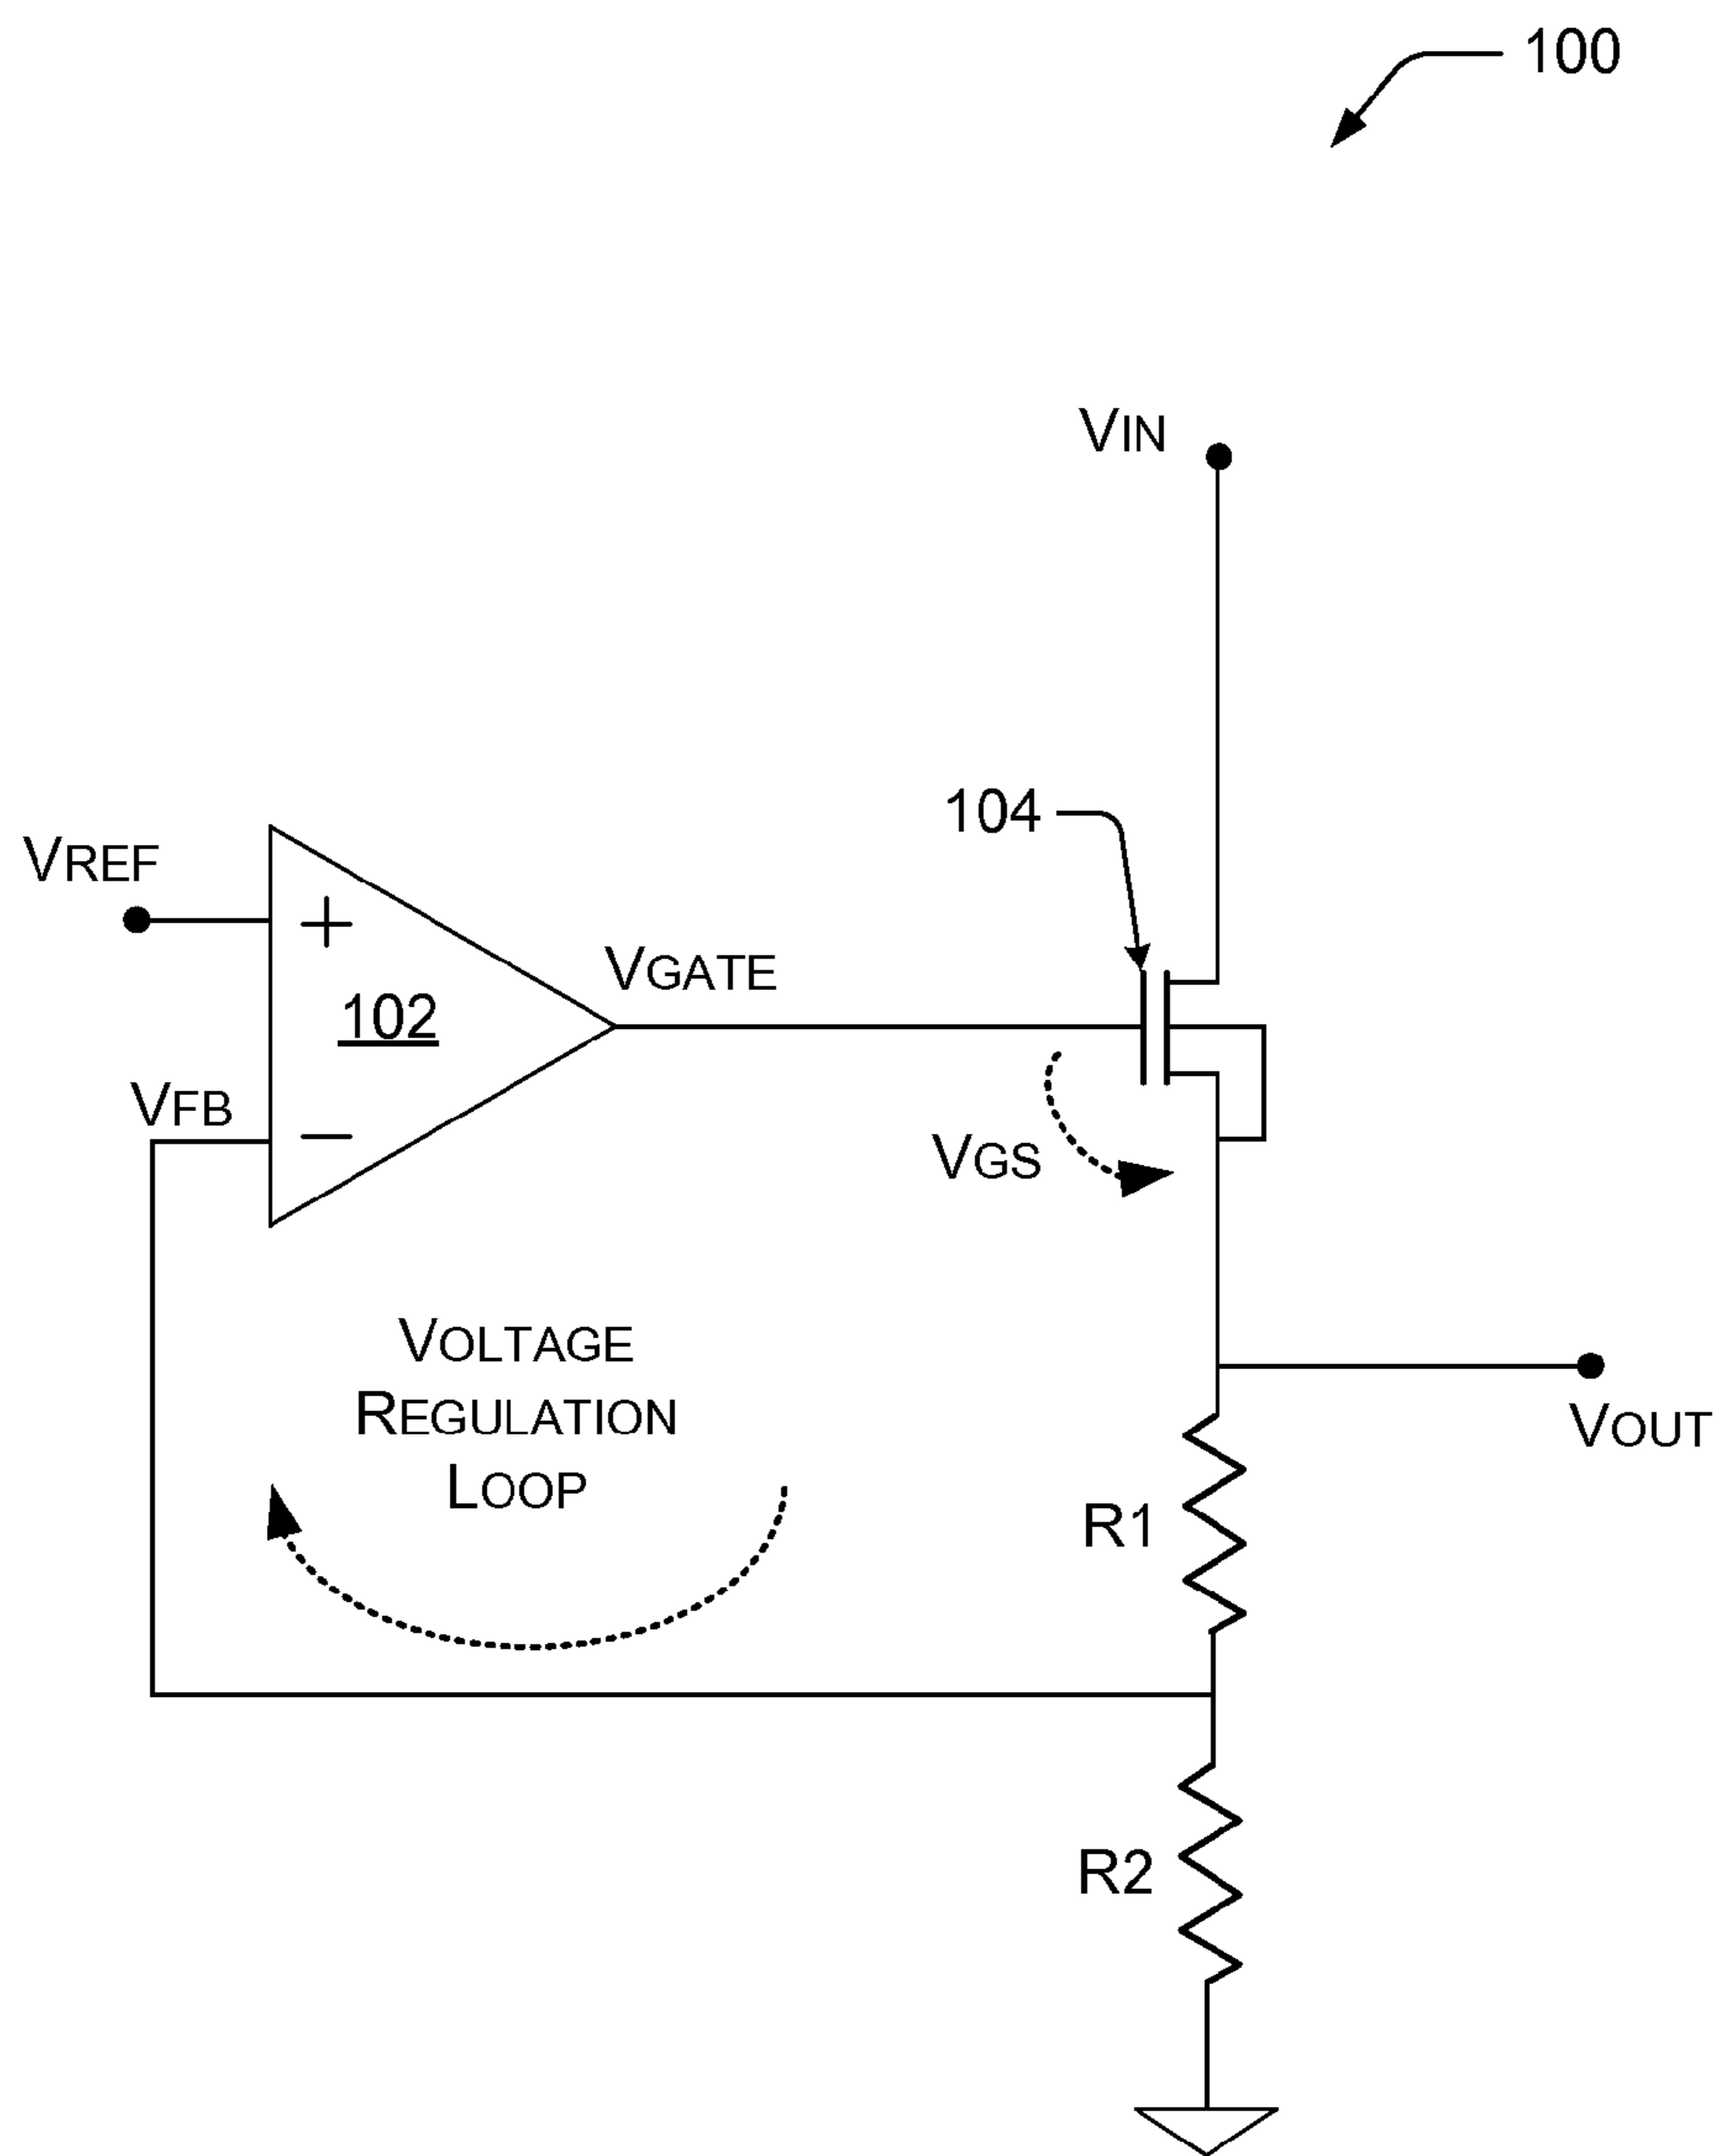 100
VIN
104
VREF
+
VGATE
102
VFB
−
VGS
VOLTAGE
REGULATION
LOOP
VOUT
R1
R2